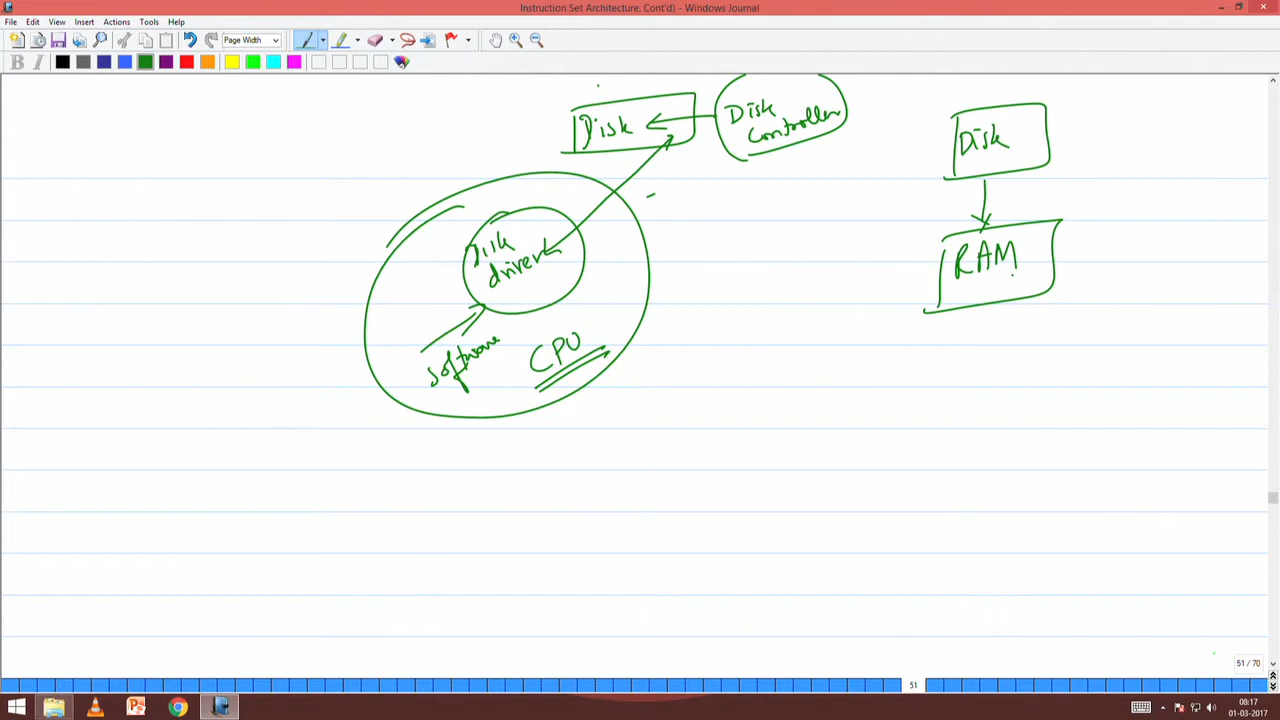 Instruction Set Architecture. Cont'd) - Windows Journal
File Edit View Insert Actions Tools Help
Page Width
B I
Disk
Disk
Controller
Disk
Disk
driver
RAM
software
CPU
51 / 70
51
08:17
01-03-2017